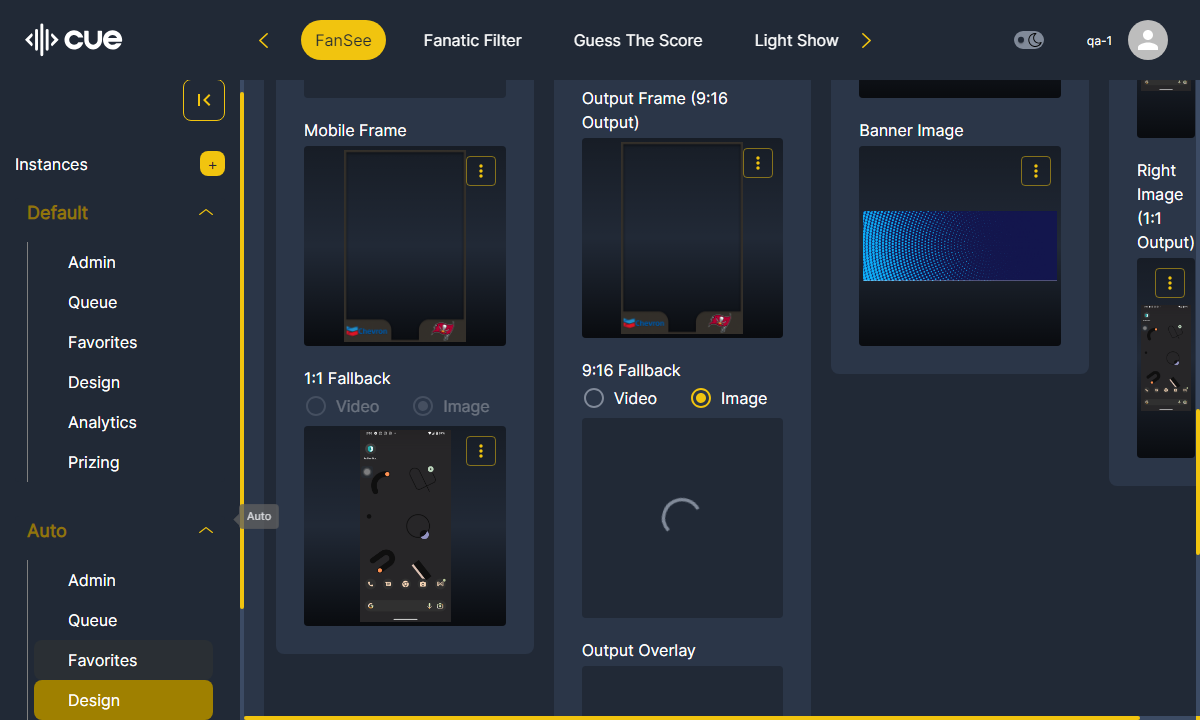 cue
FanSee
Fanatic Filter
Guess The Score
Light Show
qa-1
Instances
+
Default
Admin
Queue
Favorites
Design
Analytics
Prizing
Auto
Admin
Queue
Favorites
Design
Auto
Mobile Frame
1:1 Fallback
Video
Image
Output Frame (9:16
Output)
9:16 Fallback
Video
Image
Output Overlay
Banner Image
Right
Image
(1:1
Output)